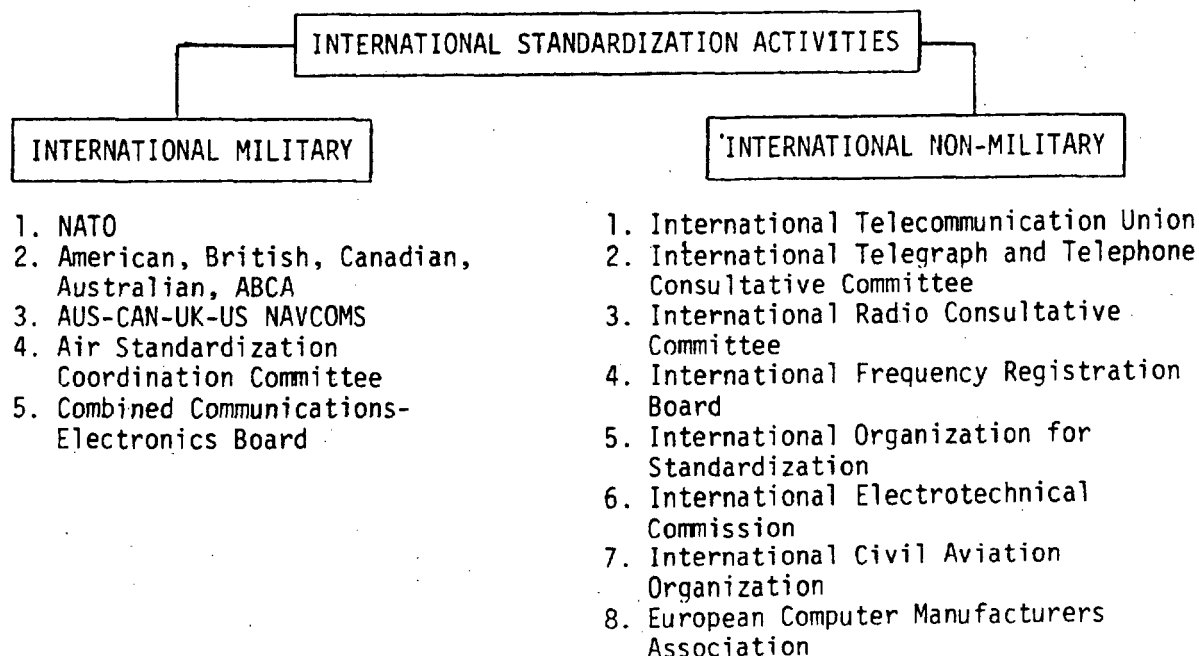 INTERNATIONAL STANDARDIZATION ACTIVITIES
INTERNATIONAL MILITARY
1. NATO
2. American, British, Canadian,
Australian, ABCA
3. AUS-CAN-UK-US NAVCOMS
4. Air Standardization
Coordination Committee
5. Combined Communications-
Electronics Board
INTERNATIONAL NON-MILITARY
1. International Telecommunication Union
2. International Telegraph and Telephone
Consultative Committee
3. International Radio Consultative
Committee
4. International Frequency Registration
Board
5. International Organization for
Standardization
6. International Electrotechnical
Commission
7. International Civil Aviation
Organization
8. European Computer Manufacturers
Association